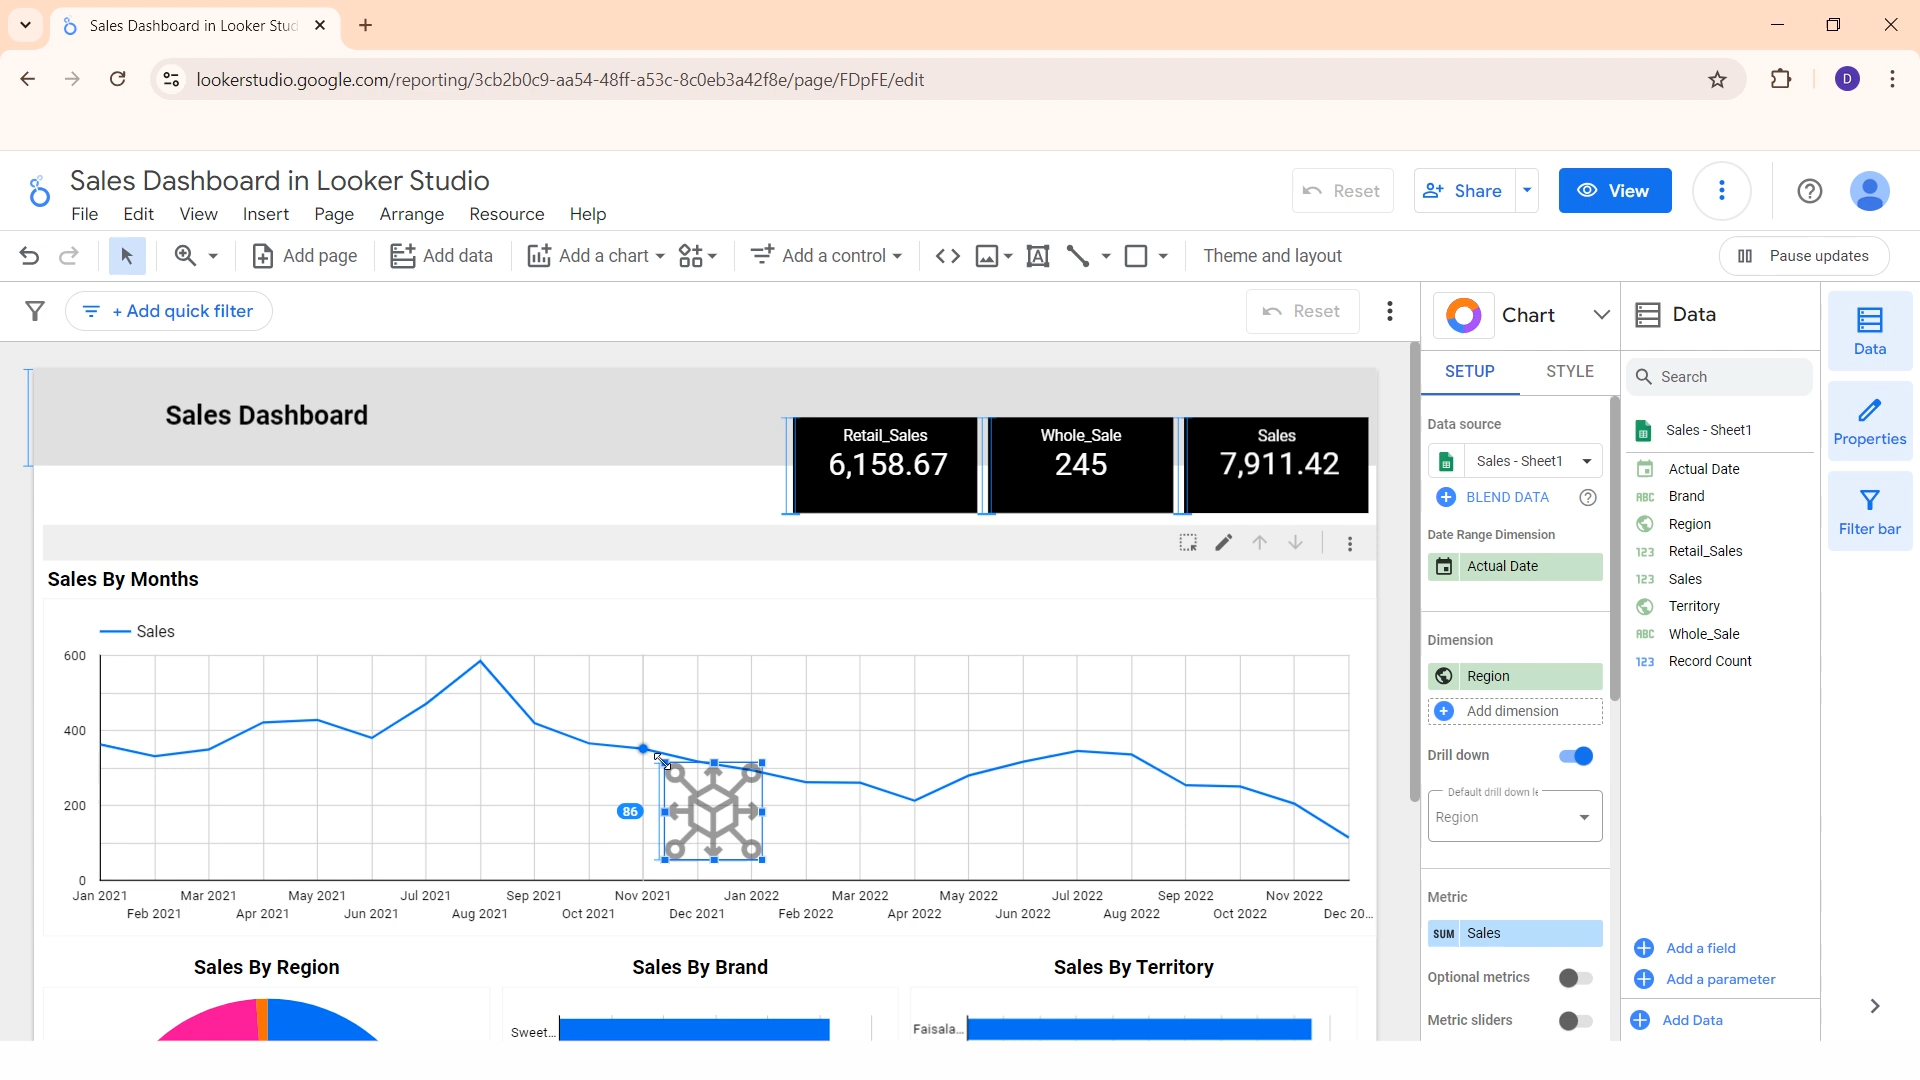 Sales Dashboard in Looker Stud
lookerstudio.google.com/reporting/3cb2b0c9-aa54-48ff-a53c-8c0eb3a42f8e/page/FDpFE/edit
D
Sales Dashboard in Looker Studio
File Edit View Insert Page Arrange Resource Help
Reset
Share
View
Add page
Add data
Add a chart
Add a control
Theme and layout
Pause updates
+ Add quick filter
Reset
Sales Dashboard
Retail_Sales
6,158.67
Whole_Sale
245
Sales
7,911.42
Sales By Months
Sales
600
400
200
0
86
Jan 2021
Feb 2021
Mar 2021
Apr 2021
May 2021
Jun 2021
Jul 2021
Aug 2021
Sep 2021
Oct 2021
Nov 2021
Dec 2021
Jan 2022
Feb 2022
Mar 2022
Apr 2022
May 2022
Jun 2022
Jul 2022
Aug 2022
Sep 2022
Oct 2022
Nov 2022
Dec 20...
Sales By Region
Sales By Brand
Sales By Territory
Sweet...
Faisala...
Chart
SETUP
STYLE
Data source
Sales - Sheet1
BLEND DATA
Date Range Dimension
Actual Date
Dimension
Region
Add dimension
Drill down
Default drill down le
Region
Metric
SUM Sales
Optional metrics
Metric sliders
Data
Search
Sales - Sheet1
Actual Date
ABC Brand
Region
123 Retail_Sales
123 Sales
Territory
ABC Whole_Sale
123 Record Count
Add a field
Add a parameter
Add Data
Data
Properties
Filter bar